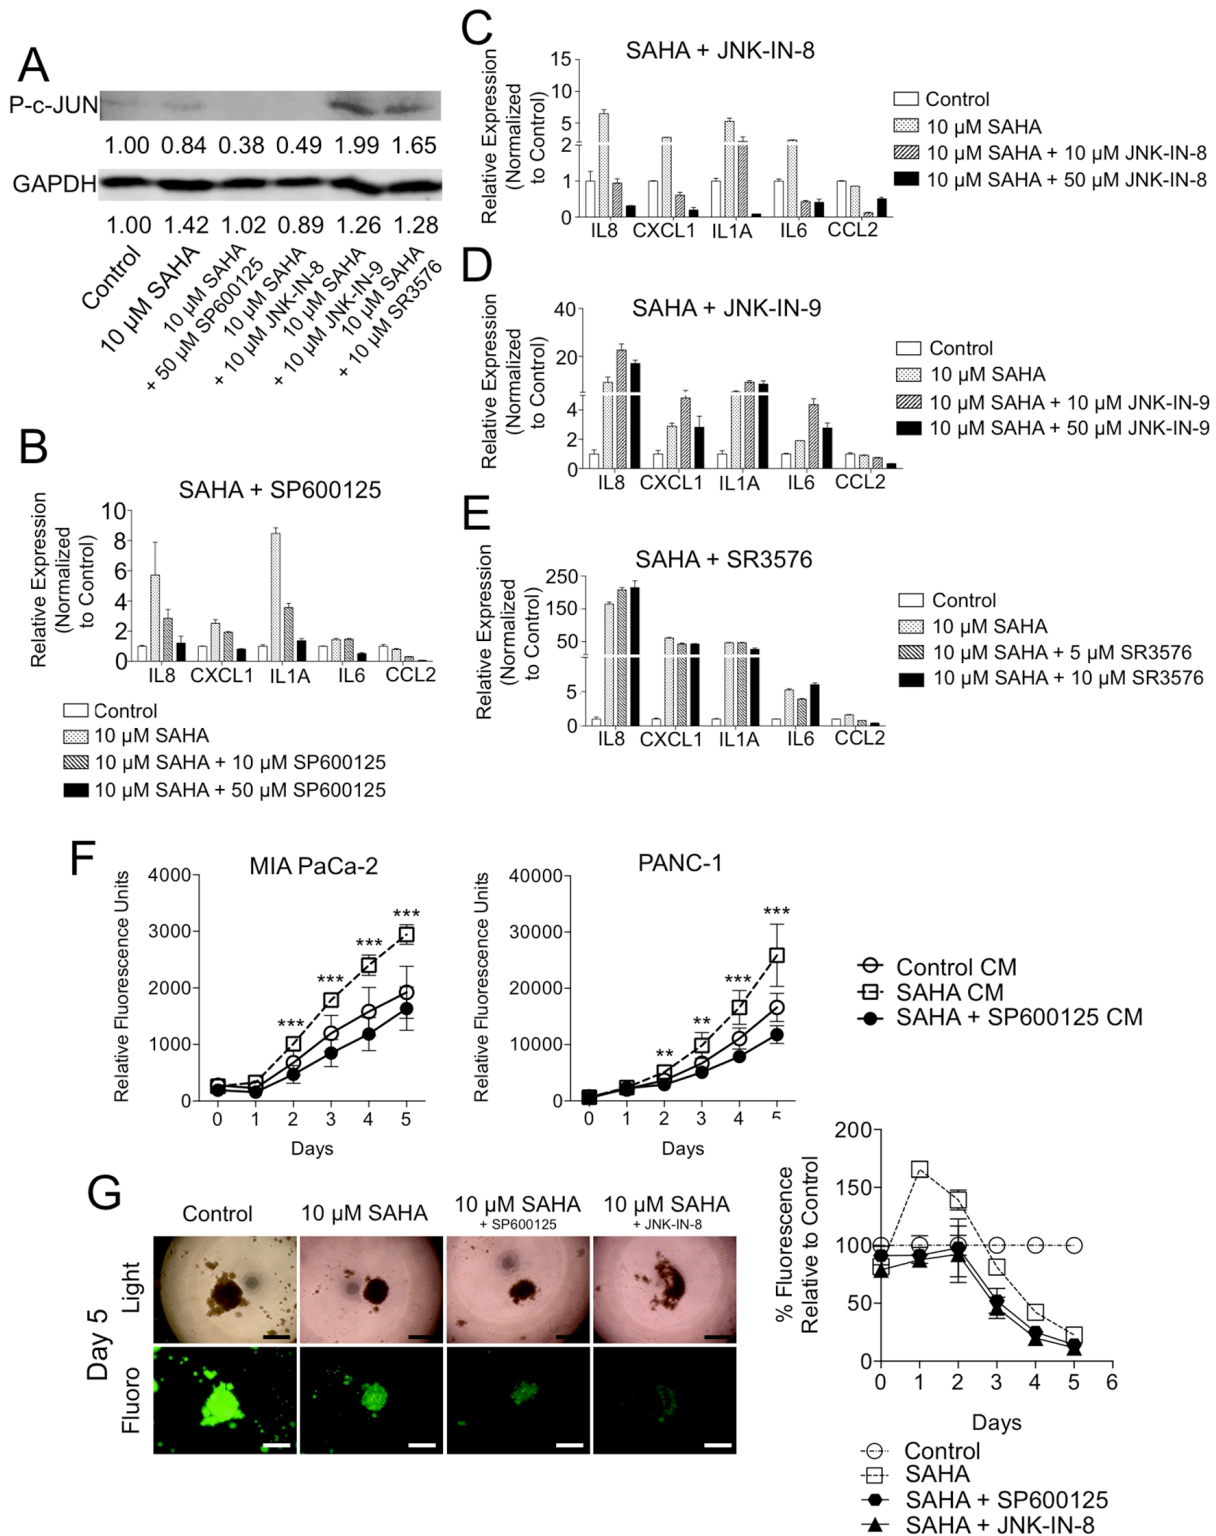 A
P-c-JUN
1.00 0.84 0.38 0.49 1.99 1.65
GAPDH
1.00 1.42 1.02 0.89 1.26 1.28
Control
10 µM SAHA
10 µM SAHA
+ 50 µM SP600125
10 µM SAHA
+ 10 µM JNK-IN-8
10 µM SAHA
+ 10 µM JNK-IN-9
10 µM SAHA
+ 10 µM SR3576
B
SAHA + SP600125
Relative Expression
(Normalized
to Control)
10
8
6
4
2
0
IL8 CXCL1 IL1A IL6 CCL2
Control
10 µM SAHA
10 µM SAHA + 10 µM SP600125
10 µM SAHA + 50 µM SP600125
C
SAHA + JNK-IN-8
Relative Expression
(Normalized
to Control)
15
10
5
2
1
0
IL8 CXCL1 IL1A IL6 CCL2
Control
10 µM SAHA
10 µM SAHA + 10 µM JNK-IN-8
10 µM SAHA + 50 µM JNK-IN-8
D
SAHA + JNK-IN-9
Relative Expression
(Normalized
to Control)
40
20
4
2
0
IL8 CXCL1 IL1A IL6 CCL2
Control
10 µM SAHA
10 µM SAHA + 10 µM JNK-IN-9
10 µM SAHA + 50 µM JNK-IN-9
E
SAHA + SR3576
Relative Expression
(Normalized
to Control)
250
150
50
5
0
IL8 CXCL1 IL1A IL6 CCL2
Control
10 µM SAHA
10 µM SAHA + 5 µM SR3576
10 µM SAHA + 10 µM SR3576
F
MIA PaCa-2
Relative Fluorescence Units
4000
3000
2000
1000
0
*** *** *** ***
0 1 2 3 4 5
Days
PANC-1
Relative Fluorescence Units
40000
30000
20000
10000
0
** ** *** ***
0 1 2 3 4 5
Days
Control CM
SAHA CM
SAHA + SP600125 CM
G
Control
10 µM SAHA
10 µM SAHA
+ SP600125
10 µM SAHA
+ JNK-IN-8
Day 5
Light
Fluoro
% Fluorescence
Relative to Control
200
150
100
50
0
0 1 2 3 4 5 6
Days
Control
SAHA
SAHA + SP600125
SAHA + JNK-IN-8